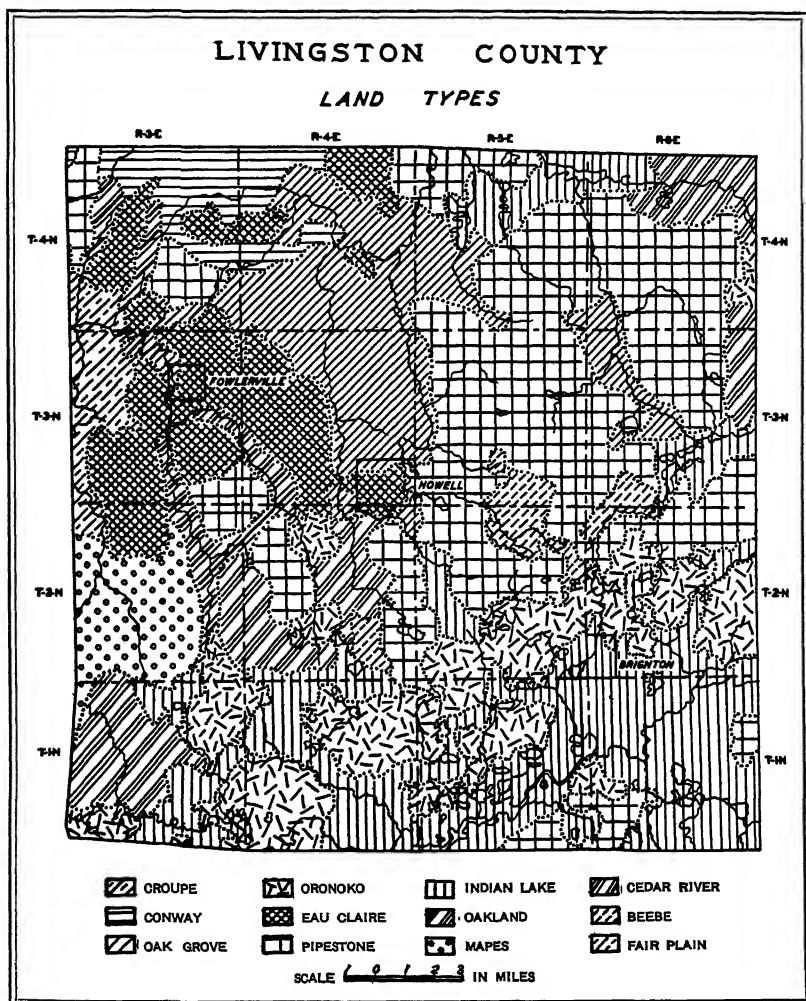 LIVINGSTON COUNTY
LAND TYPES
R-3-E R-4-E R-5-E R-6-E
T-4-N T-4-N
FOWLERVILLE
T-3-N T-3-N
HOWELL
T-2-N T-2-N
BRIGHTON
T-1-N T-1-N
CROUPE ORONOKO INDIAN LAKE CEDAR RIVER
CONWAY EAU CLAIRE OAKLAND BEEBE
OAK GROVE PIPESTONE MAPES FAIR PLAIN
SCALE 1 0 1 2 3 IN MILES